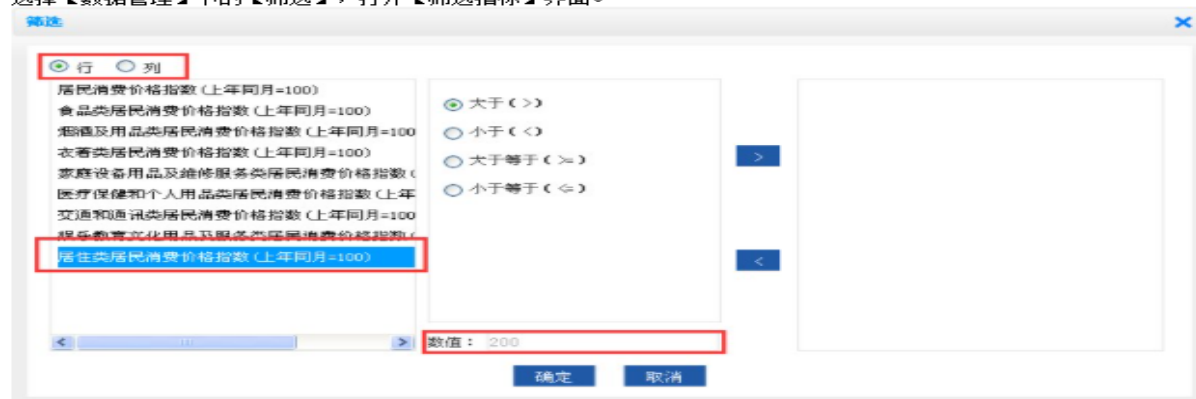 选择【数据管理】下的【筛选】，打开【筛选指标】界面。
筛选
行 列
居民消费价格指数(上年同月=100)
食品类居民消费价格指数(上年同月=100)
烟酒及用品类居民消费价格指数(上年同月=100
衣着类居民消费价格指数(上年同月=100)
家庭设备用品及维修服务类居民消费价格指数(
医疗保健和个人用品类居民消费价格指数(上年
交通和通讯类居民消费价格指数(上年同月=100
娱乐教育文化用品及服务类居民消费价格指数(
居住类居民消费价格指数(上年同月=100)
大于(>)
小于(<)
大于等于(>=)
小于等于(<=)
>
<
数值： 200
确定 取消